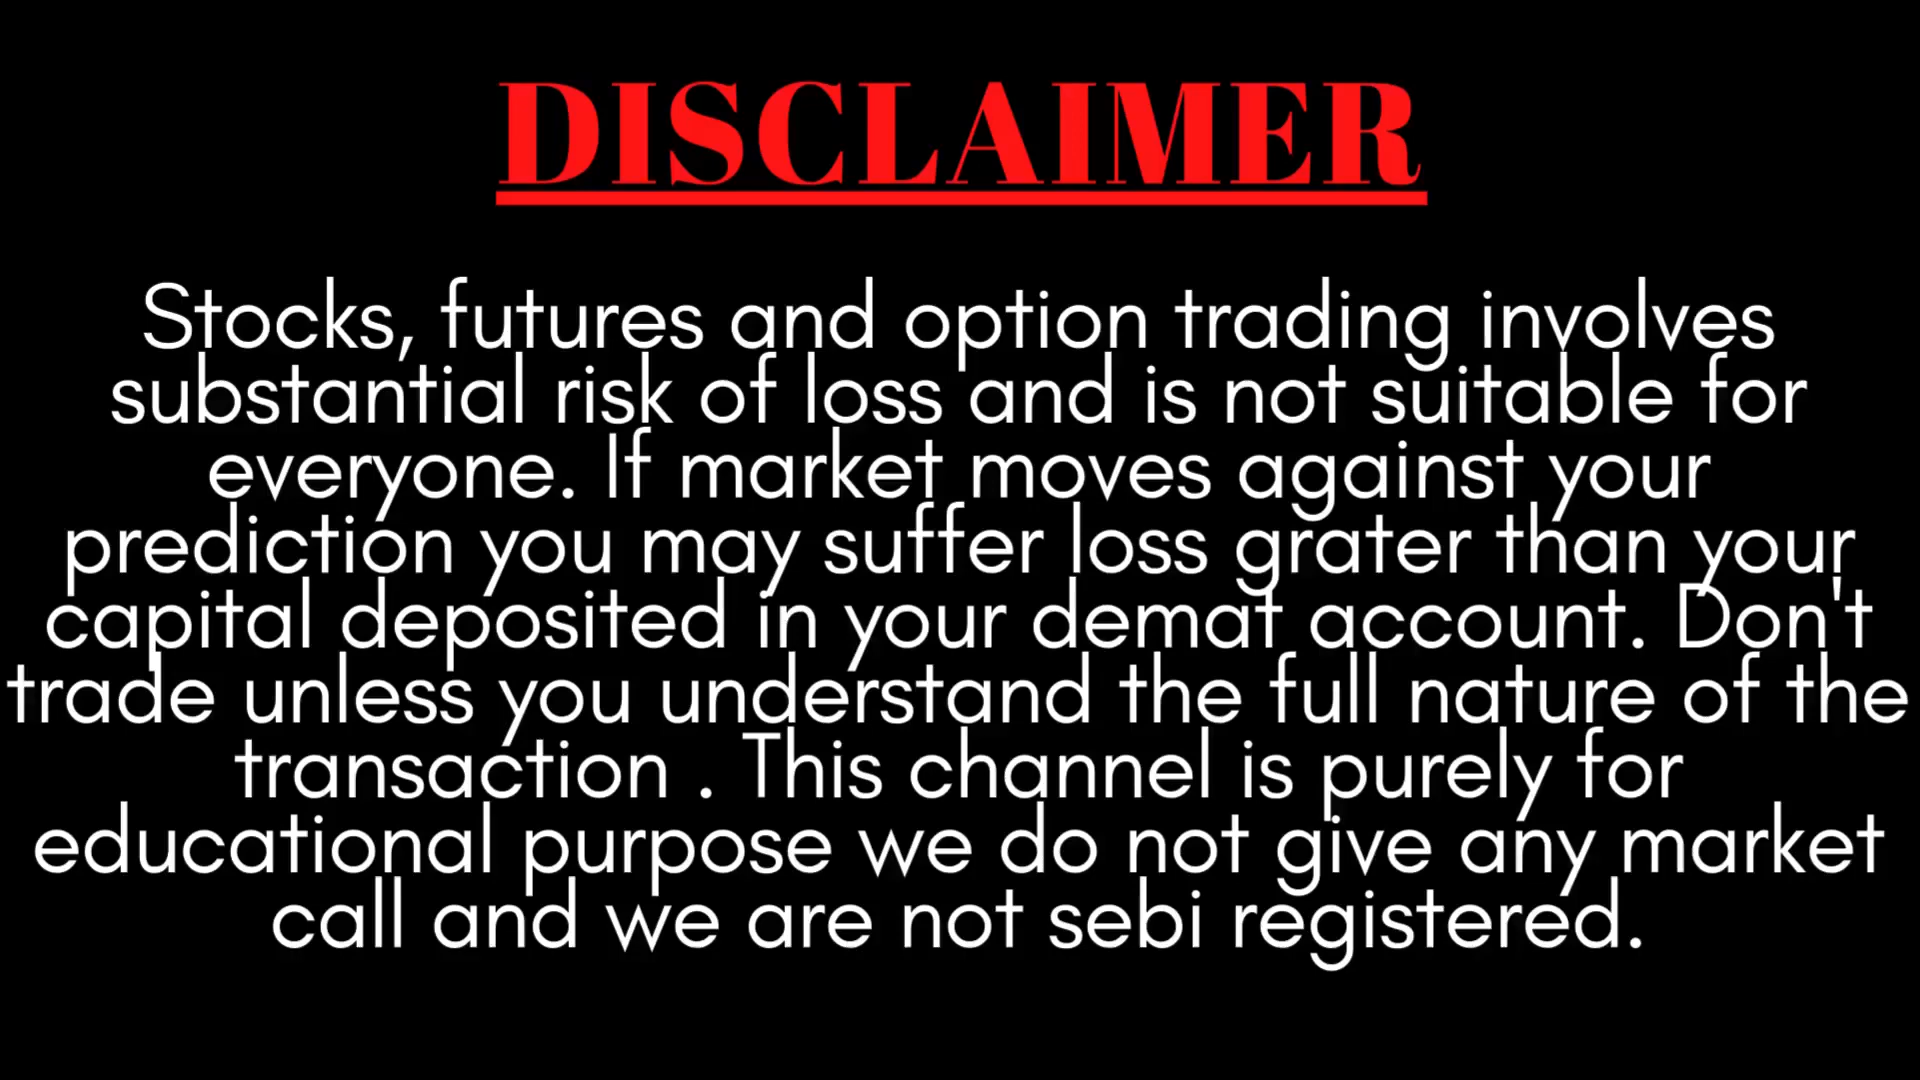 DISCLAIMER
Stocks, futures and option trading involves
substantial risk of loss and is not suitable for
everyone. If market moves against your
prediction you may suffer loss grater than your
capital deposited in your demat account. Don't
trade unless you understand the full nature of the
transaction . This channel is purely for
educational purpose we do not give any market
call and we are not sebi registered.